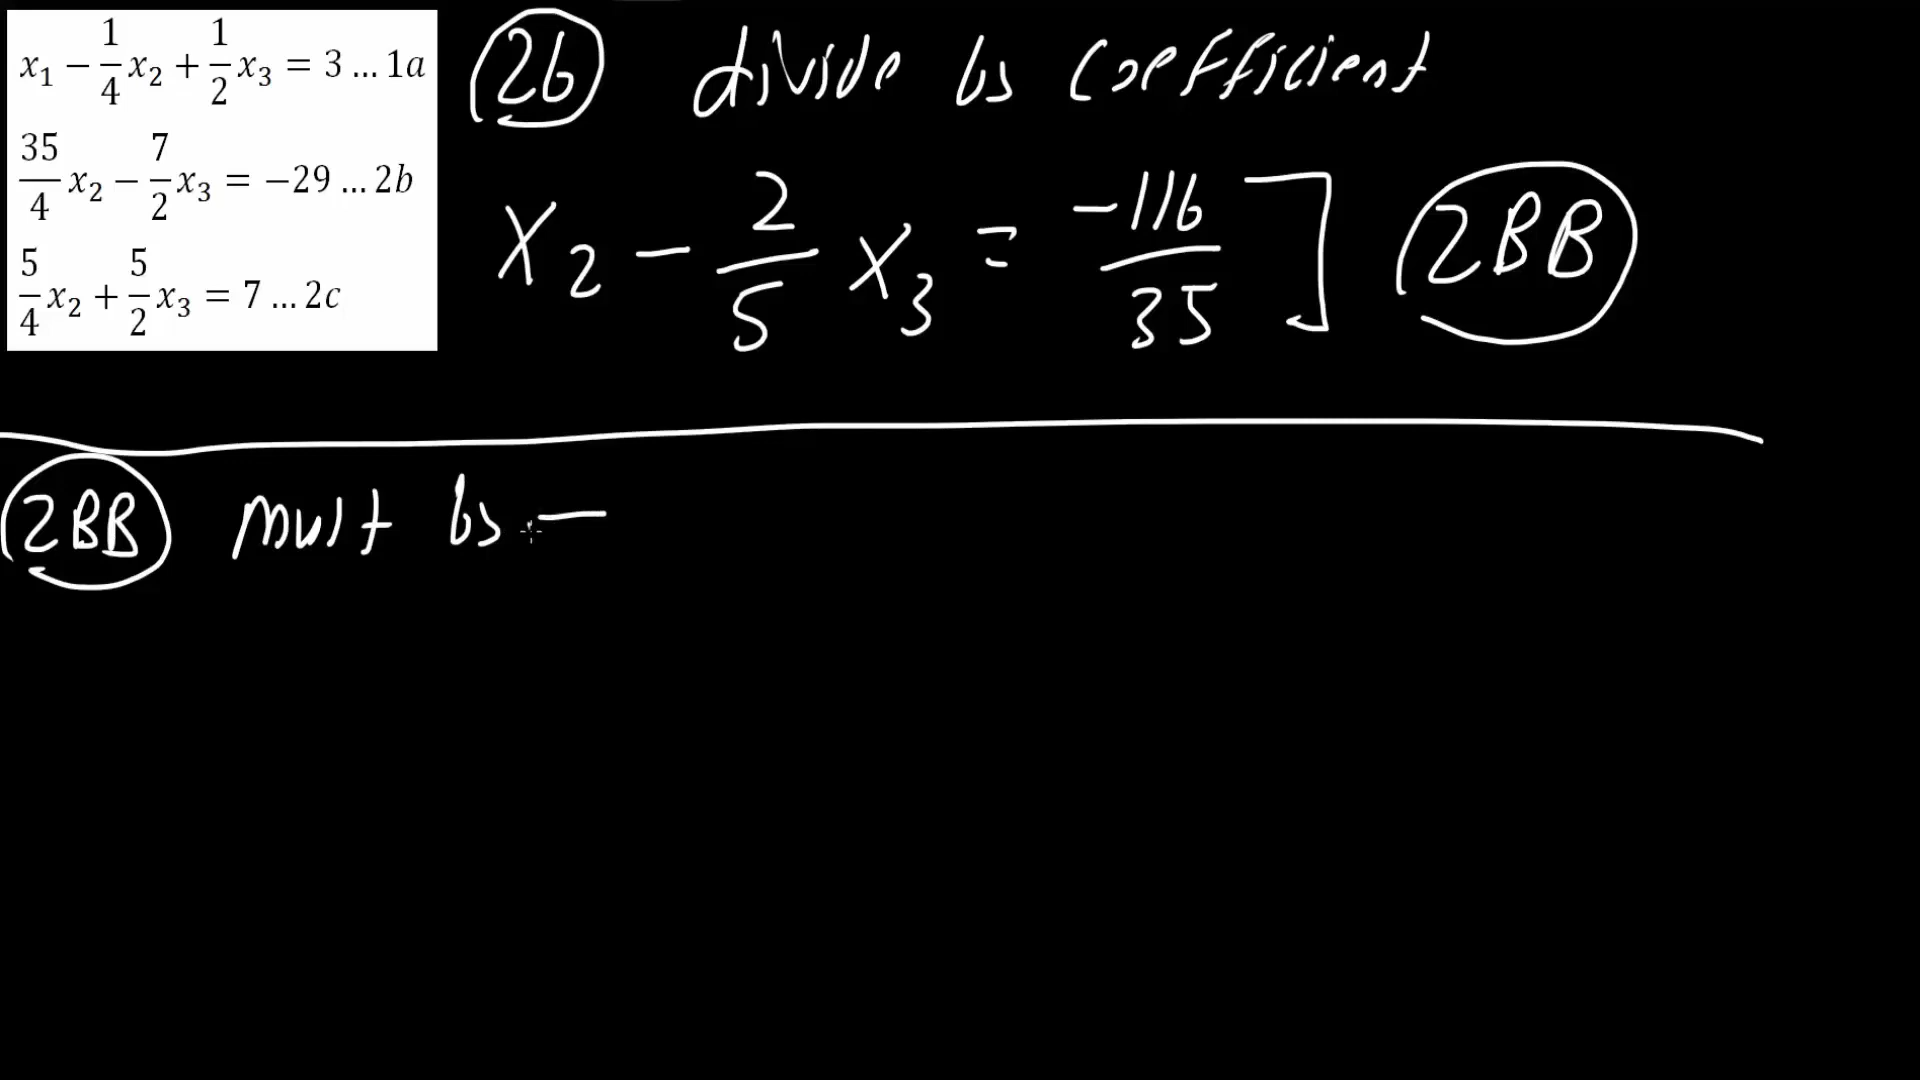 x₁ − 1/4 x₂ + 1/2 x₃ = 3 … 1a
35/4 x₂ − 7/2 x₃ = −29 … 2b
5/4 x₂ + 5/2 x₃ = 7 … 2c
2b divide by coefficient
x₂ − 2/5 x₃ = −116/35 ] 2BB
2BB mult by −